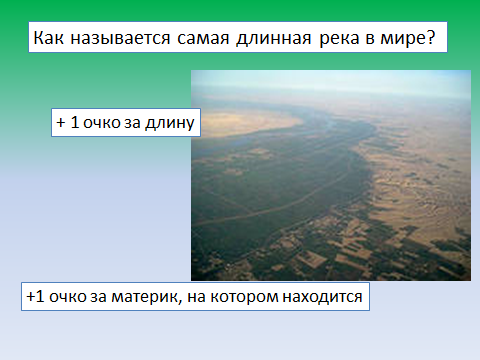 Как называется самая длинная река в мире?
+ 1 очко за длину
+1 очко за материк, на котором находится